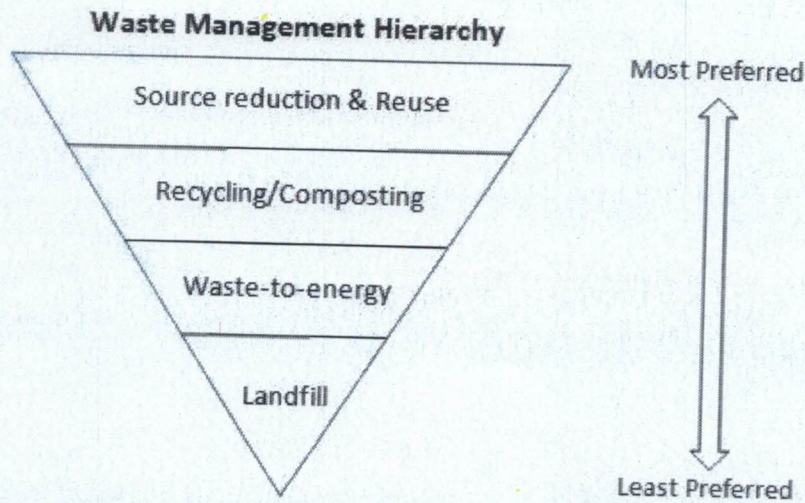 Waste Management Hierarchy
Most Preferred
Source reduction & Reuse
Recycling/Composting
Waste-to-energy
Landfill
Least Preferred